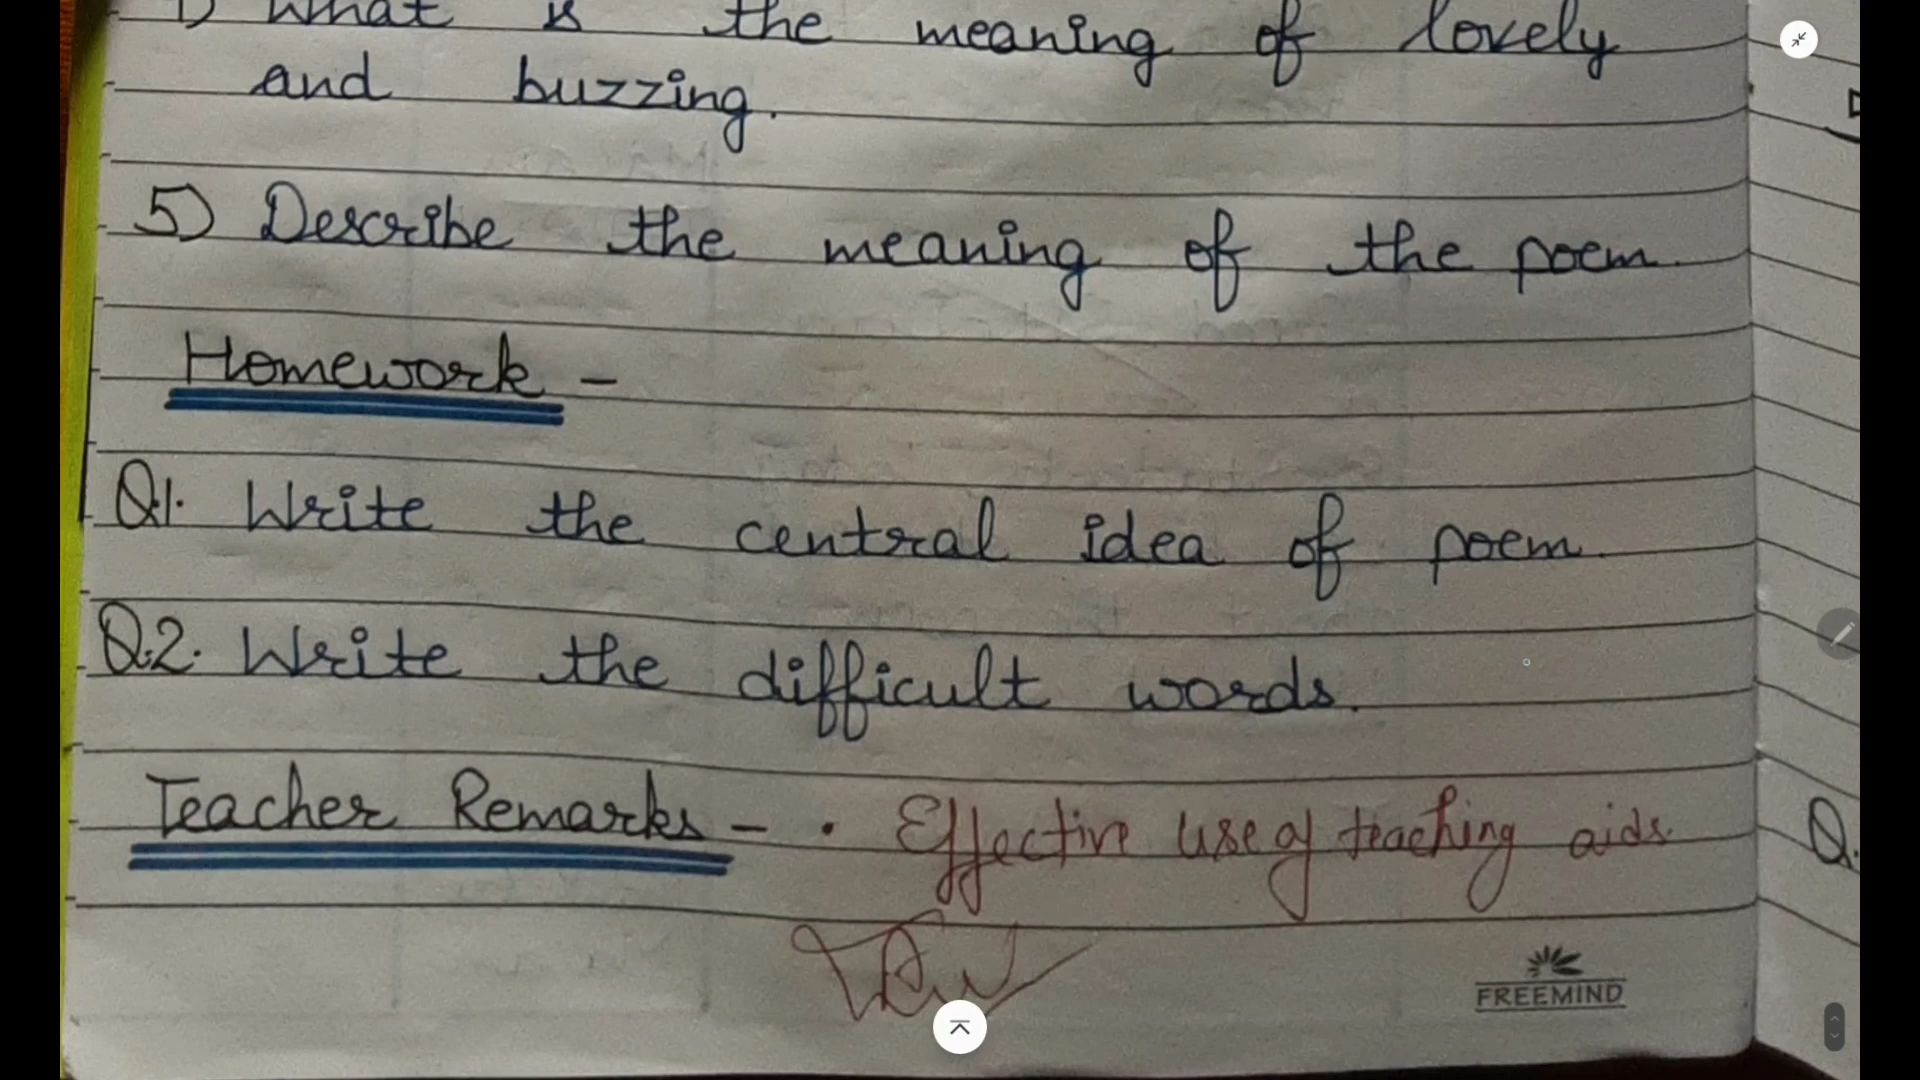 What is the meaning of lovely
and buzzing.
5) Describe the meaning of the poem.
Homework -
Q.1. Write the central idea of poem.
Q.2. Write the difficult words.
Teacher Remarks - • Effective use of teaching aids.
FREEMIND
Q.